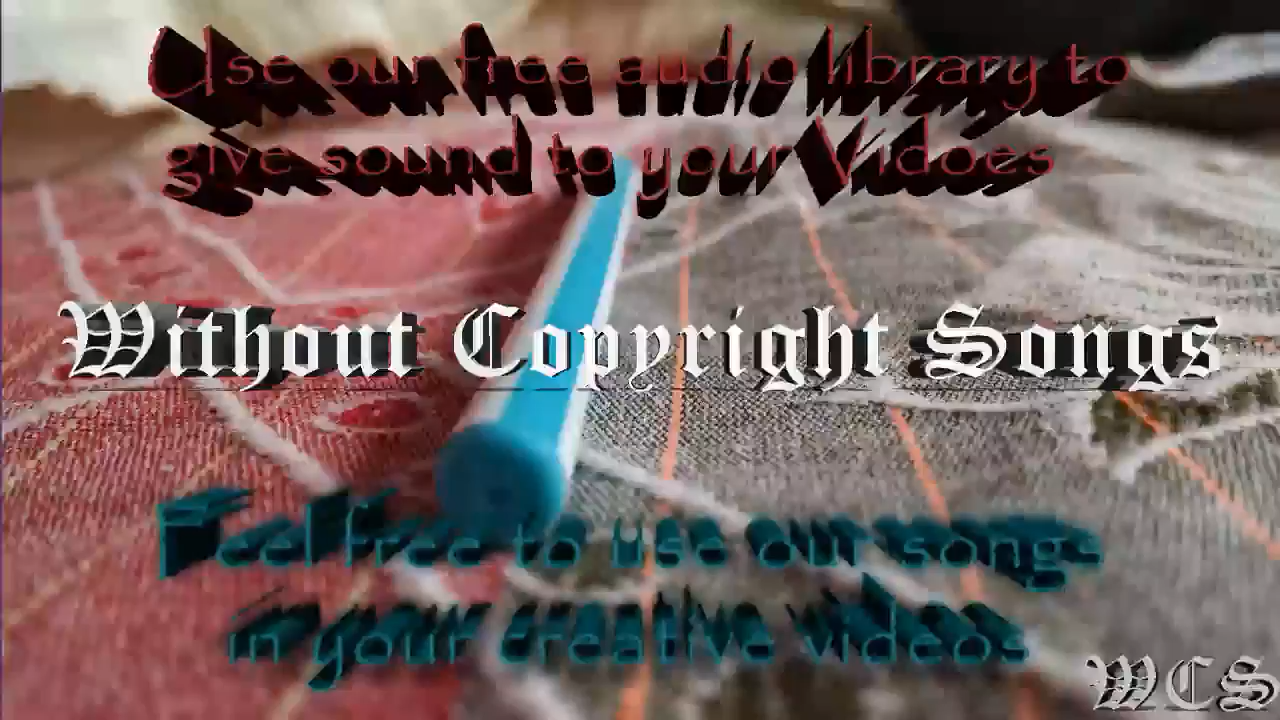 Use our free audio library to
give sound to your Vidoes
Without Copyright Songs
Feel free to use our songs
in your creative videos
WCS